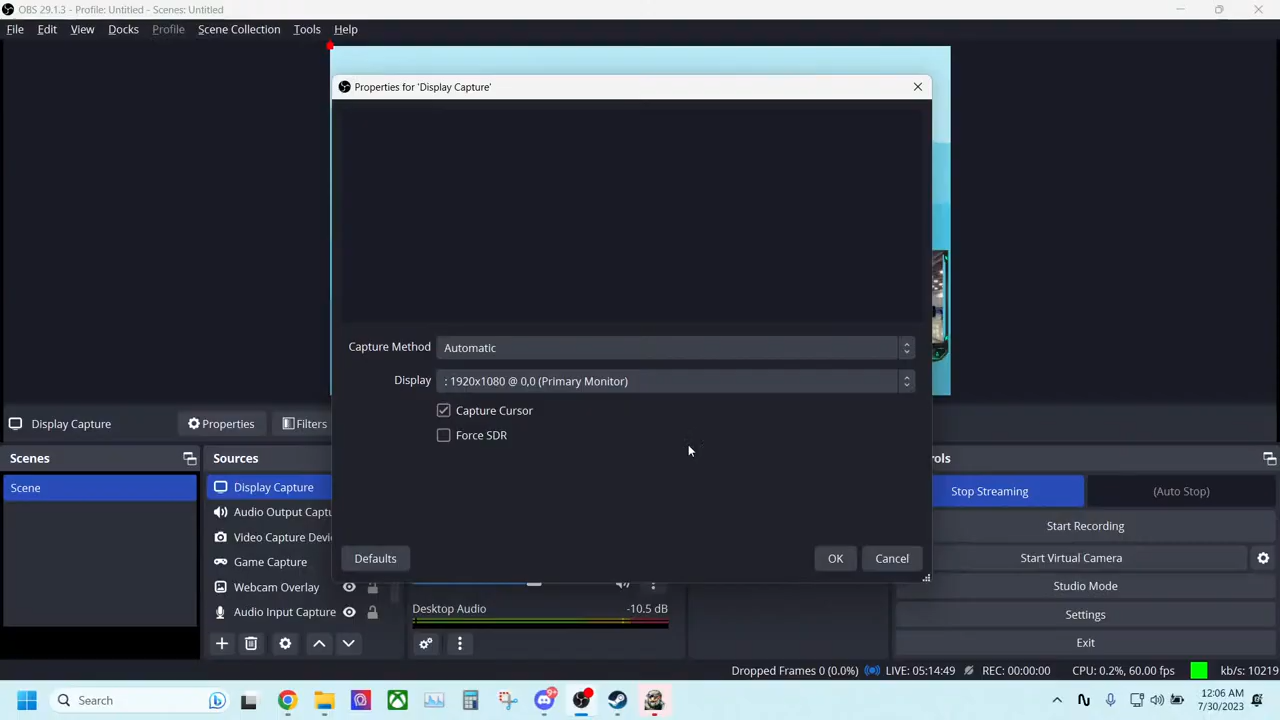 OBS 29.1.3 - Profile: Untitled - Scenes: Untitled
File Edit View Docks Profile Scene Collection Tools Help
Properties for 'Display Capture'
Capture Method Automatic
Display : 1920x1080 @ 0,0 (Primary Monitor)
Capture Cursor
Force SDR
Defaults OK Cancel
Display Capture Properties Filters
Scenes Sources rols
Scene
Display Capture
Audio Output Captu
Video Capture Devi
Game Capture
Webcam Overlay
Audio Input Capture
Desktop Audio -10.5 dB
Stop Streaming (Auto Stop)
Start Recording
Start Virtual Camera
Studio Mode
Settings
Exit
Dropped Frames 0 (0.0%) LIVE: 05:14:49 REC: 00:00:00 CPU: 0.2%, 60.00 fps kb/s: 10219
Search
12:06 AM
7/30/2023